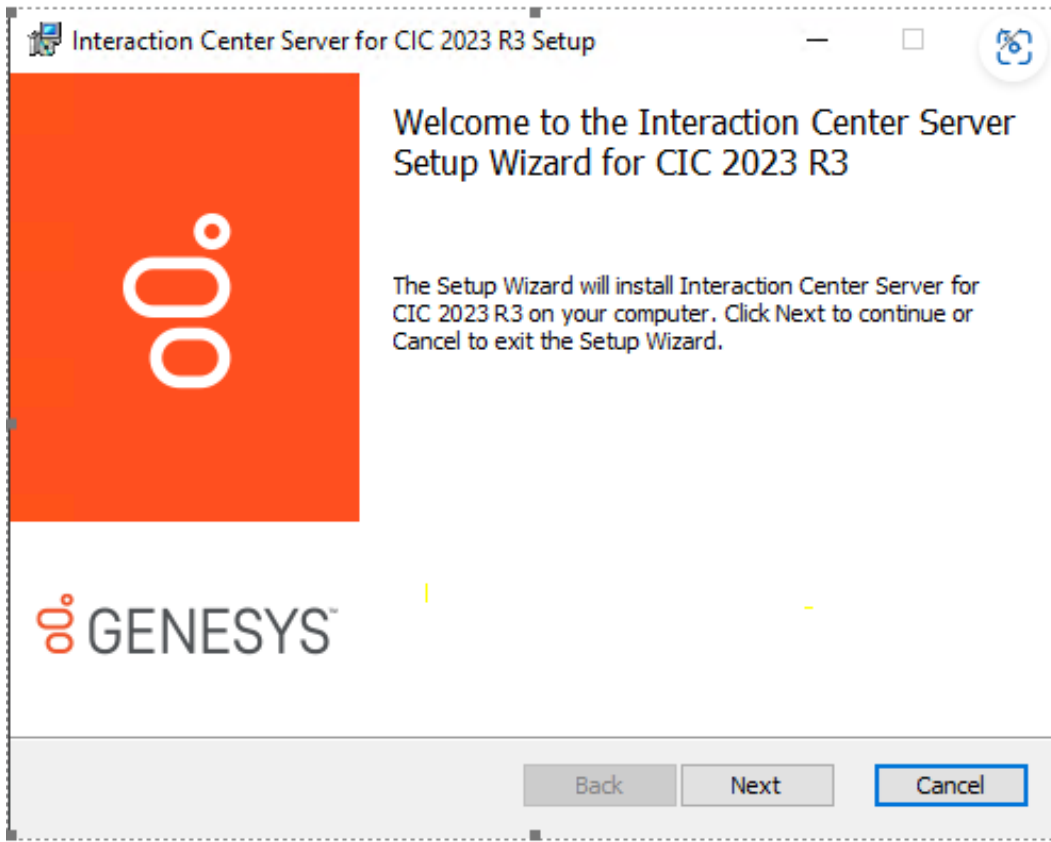 Interaction Center Server for CIC 2023 R3 Setup
Welcome to the Interaction Center Server
Setup Wizard for CIC 2023 R3
The Setup Wizard will install Interaction Center Server for
CIC 2023 R3 on your computer. Click Next to continue or
Cancel to exit the Setup Wizard.
GENESYS™
Back
Next
Cancel